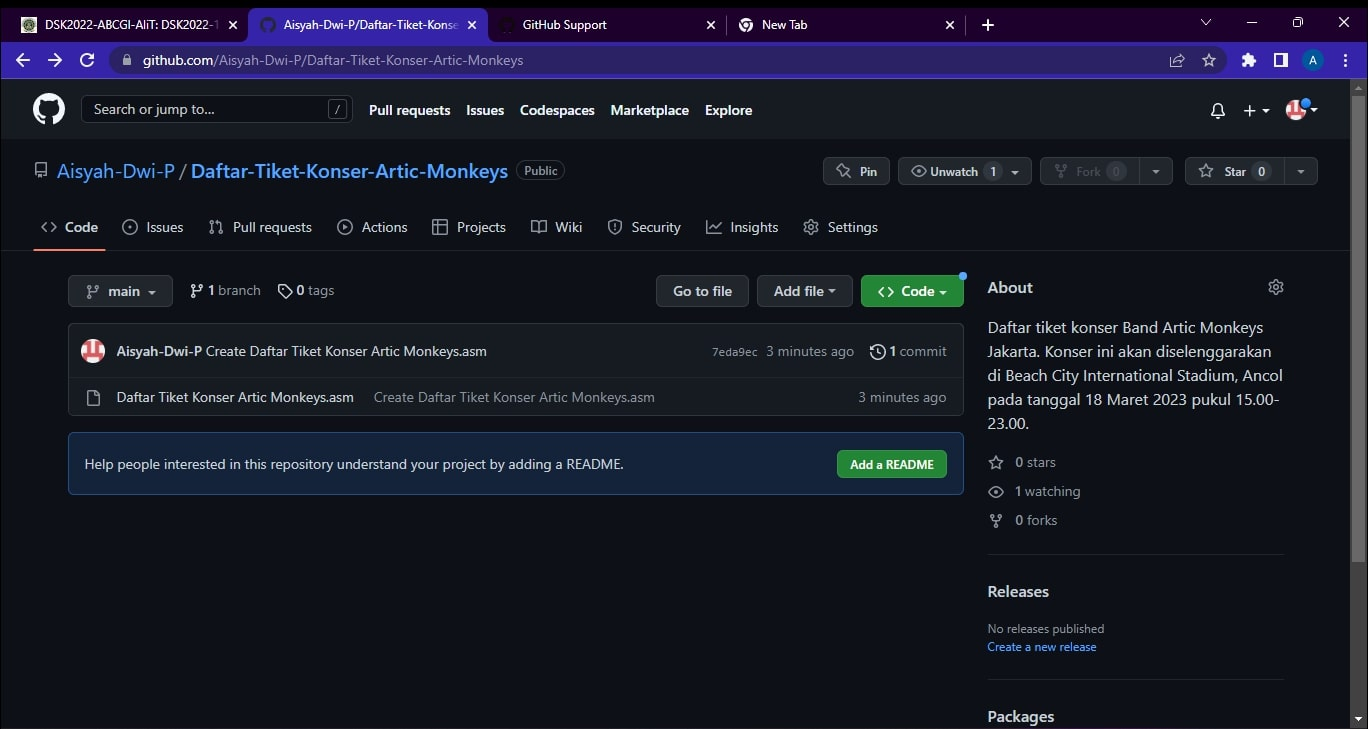 DSK2022-ABCGI-AliT: DSK2022-1
Aisyah-Dwi-P/Daftar-Tiket-Konse
GitHub Support
New Tab
github.com/Aisyah-Dwi-P/Daftar-Tiket-Konser-Artic-Monkeys
A
Search or jump to...
/
Pull requests
Issues
Codespaces
Marketplace
Explore
Aisyah-Dwi-P / Daftar-Tiket-Konser-Artic-Monkeys
Public
Pin
Unwatch 1
Fork 0
Star 0
Code
Issues
Pull requests
Actions
Projects
Wiki
Security
Insights
Settings
main
1 branch
0 tags
Go to file
Add file
Code
Aisyah-Dwi-P Create Daftar Tiket Konser Artic Monkeys.asm
7eda9ec 3 minutes ago
1 commit
Daftar Tiket Konser Artic Monkeys.asm
Create Daftar Tiket Konser Artic Monkeys.asm
3 minutes ago
Help people interested in this repository understand your project by adding a README.
Add a README
About
Daftar tiket konser Band Artic Monkeys
Jakarta. Konser ini akan diselenggarakan
di Beach City International Stadium, Ancol
pada tanggal 18 Maret 2023 pukul 15.00-
23.00.
0 stars
1 watching
0 forks
Releases
No releases published
Create a new release
Packages